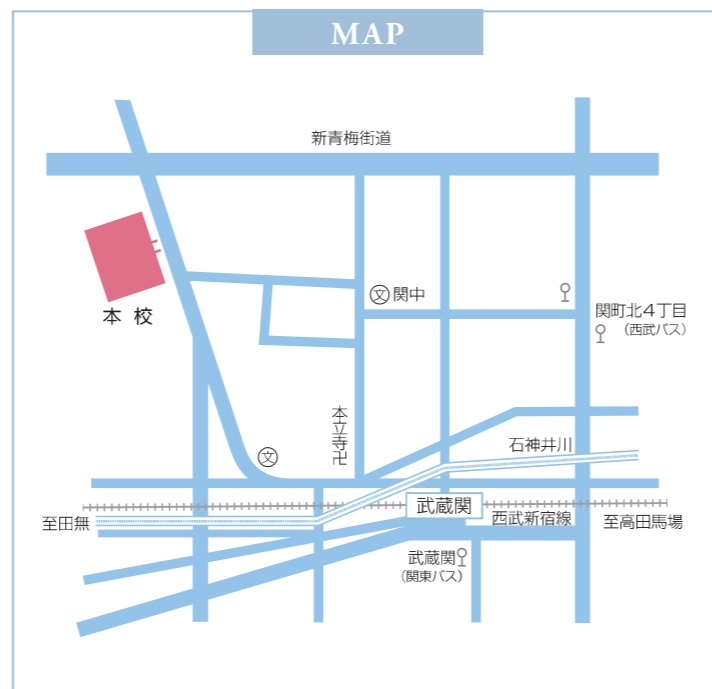 MAP
新青梅街道
㊛関中
関町北4丁目
(西武バス)
本 校
本立寺卍
石神井川
文
武蔵関
至田無
西武新宿線
至高田馬場
武蔵関
(関東バス)